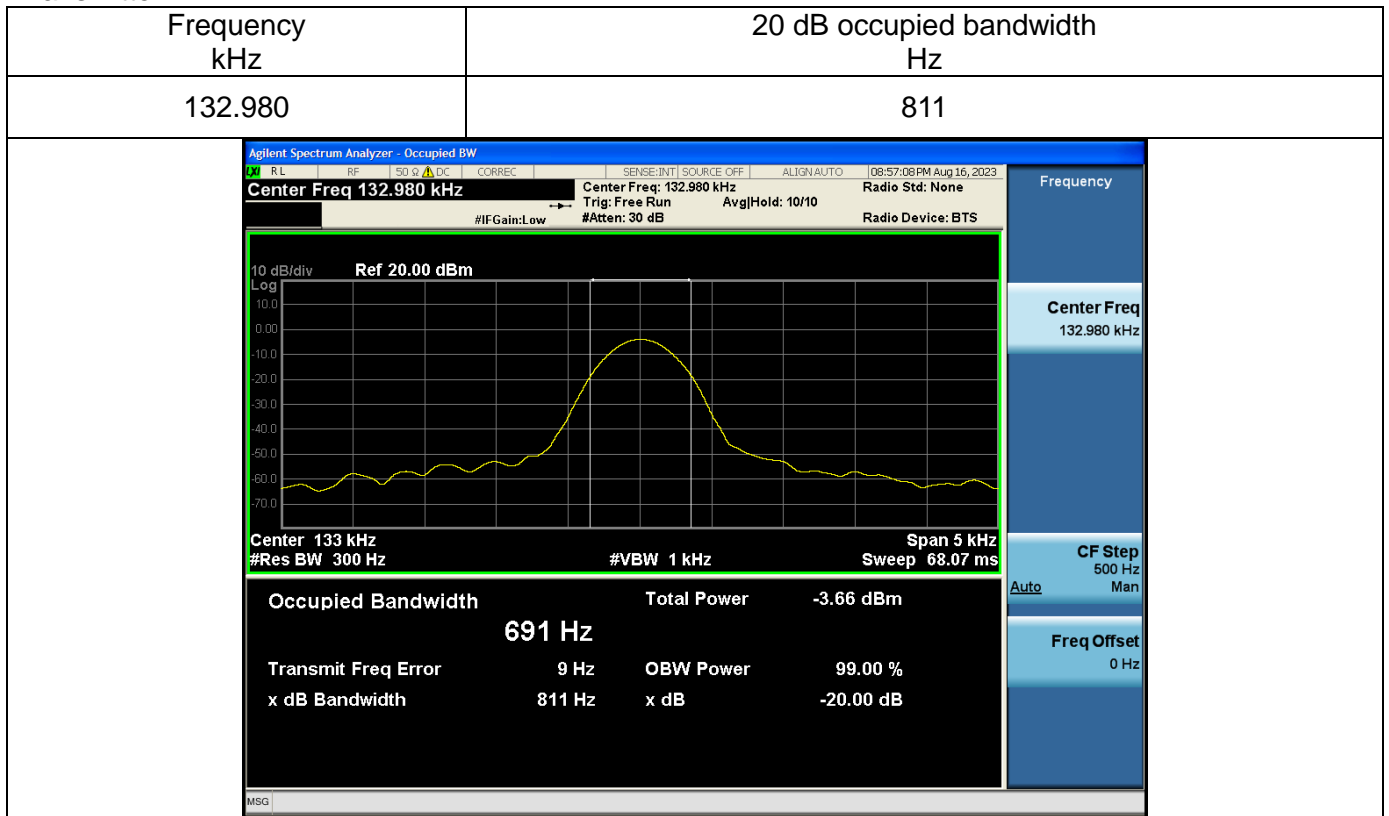 Frequency
kHz
20 dB occupied bandwidth
Hz
132.980
811
Agilent Spectrum Analyzer - Occupied BW
LXI RL RF 50 Ω DC CORREC SENSE:INT SOURCE OFF ALIGN AUTO 08:57:08 PM Aug 16, 2023
Center Freq 132.980 kHz
Center Freq: 132.980 kHz
Radio Std: None
Trig: Free Run Avg|Hold: 10/10
#IFGain:Low #Atten: 30 dB Radio Device: BTS
10 dB/div Ref 20.00 dBm
Log
10.0
0.00
-10.0
-20.0
-30.0
-40.0
-50.0
-60.0
-70.0
Center 133 kHz Span 5 kHz
#Res BW 300 Hz #VBW 1 kHz Sweep 68.07 ms
Occupied Bandwidth Total Power -3.66 dBm
691 Hz
Transmit Freq Error 9 Hz OBW Power 99.00 %
x dB Bandwidth 811 Hz x dB -20.00 dB
MSG
Frequency
Center Freq
132.980 kHz
CF Step
500 Hz
Auto Man
Freq Offset
0 Hz